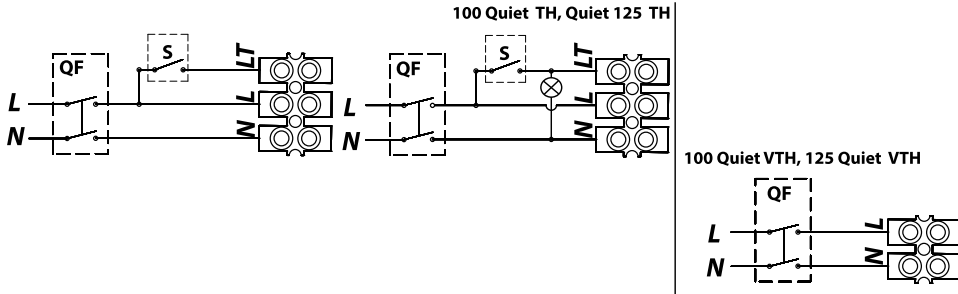 100 Quiet TH, Quiet 125 TH
QF
S
LT
L
L
N
N
QF
S
LT
L
L
N
N
100 Quiet VTH, 125 Quiet VTH
QF
L
L
N
N